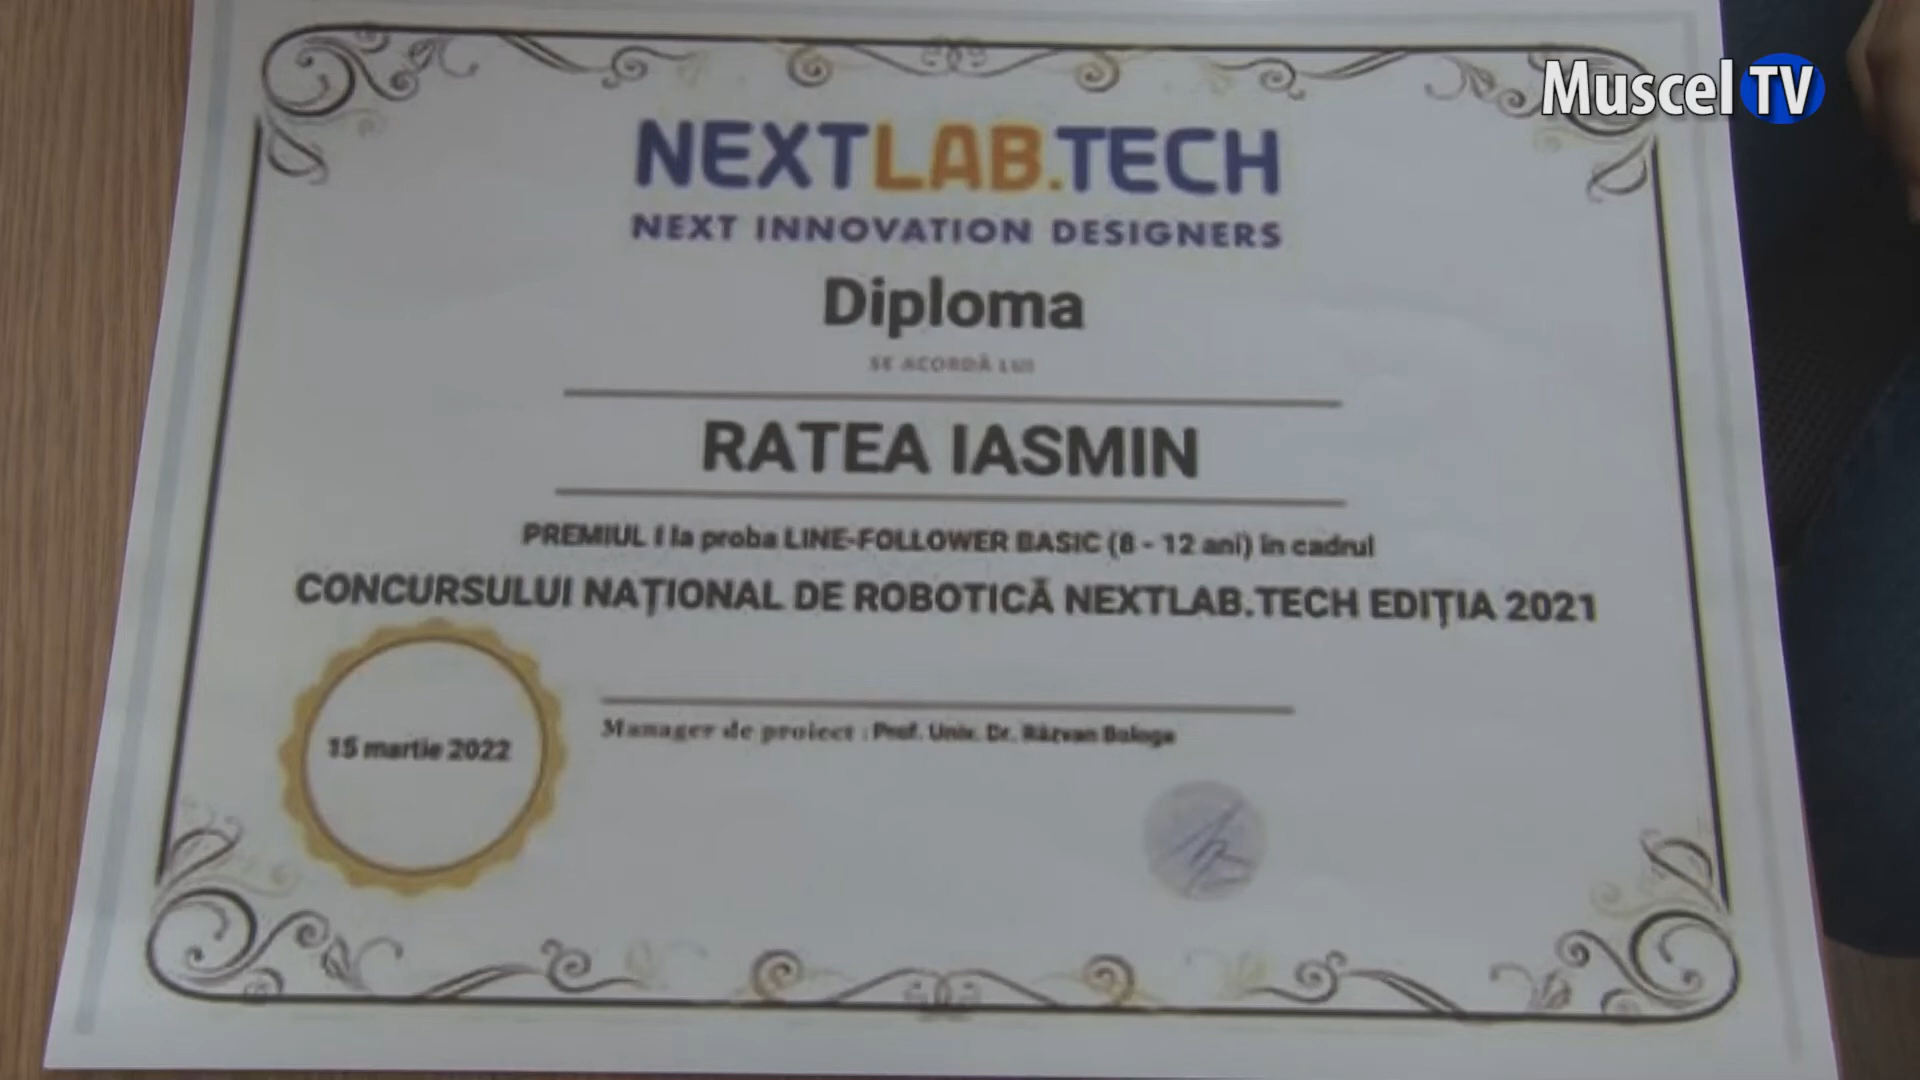 Muscel TV
NEXTLAB.TECH
NEXT INNOVATION DESIGNERS
Diploma
SE ACORDĂ LUI
RATEA IASMIN
PREMIUL I la proba LINE-FOLLOWER BASIC (8 - 12 ani) în cadrul
CONCURSULUI NAȚIONAL DE ROBOTICĂ NEXTLAB.TECH EDIȚIA 2021
Manager de proiect : Prof. Univ. Dr. Răzvan Bologa
15 martie 2022